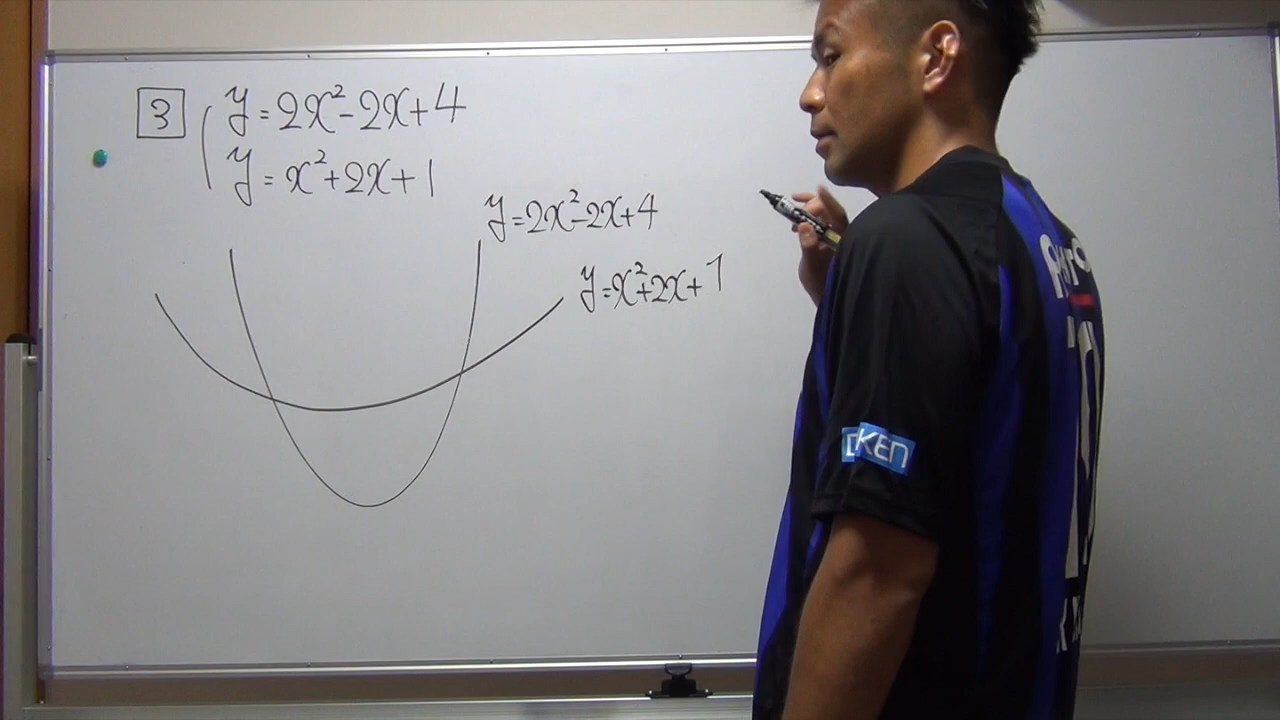 3 y=2x²-2x+4
y=x²+2x+1
y=2x²-2x+4
y=x²+2x+1
DKEN